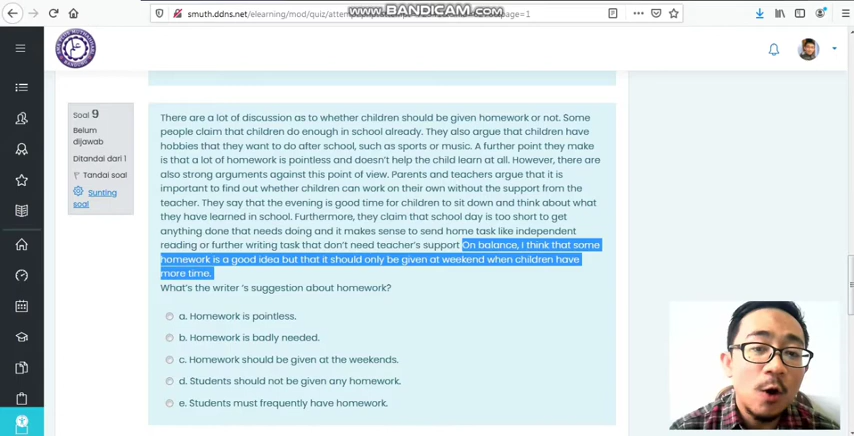 WWW.BANDICAM.COM
smuth.ddns.net/elearning/mod/quiz/
page=1
Soal 9
Belum
dijawab
Ditandai dari 1
Tandai soal
Sunting
soal
There are a lot of discussion as to whether children should be given homework or not. Some
people claim that children do enough in school already. They also argue that children have
hobbies that they want to do after school, such as sports or music. A further point they make
is that a lot of homework is pointless and doesn't help the child learn at all. However, there are
also strong arguments against this point of view. Parents and teachers argue that it is
important to find out whether children can work on their own without the support from the
teacher. They say that the evening is good time for children to sit down and think about what
they have learned in school. Furthermore, they claim that school day is too short to get
anything done that needs doing and it makes sense to send home task like independent
reading or further writing task that don't need teacher's support On balance, i think that some
homework is a good idea but that it should only be given at weekend when children have
more time.
What's the writer 's suggestion about homework?
a. Homework is pointless.
b. Homework is badly needed.
c. Homework should be given at the weekends.
d. Students should not be given any homework.
e. Students must frequently have homework.